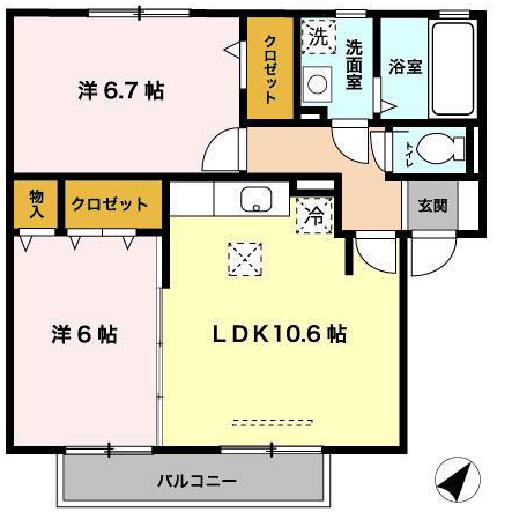 洋 6.7 帖
クロゼット
洗
洗面室
浴室
トイレ
物入
クロゼット
冷
玄関
洋 6 帖
LDK10.6 帖
バルコニー